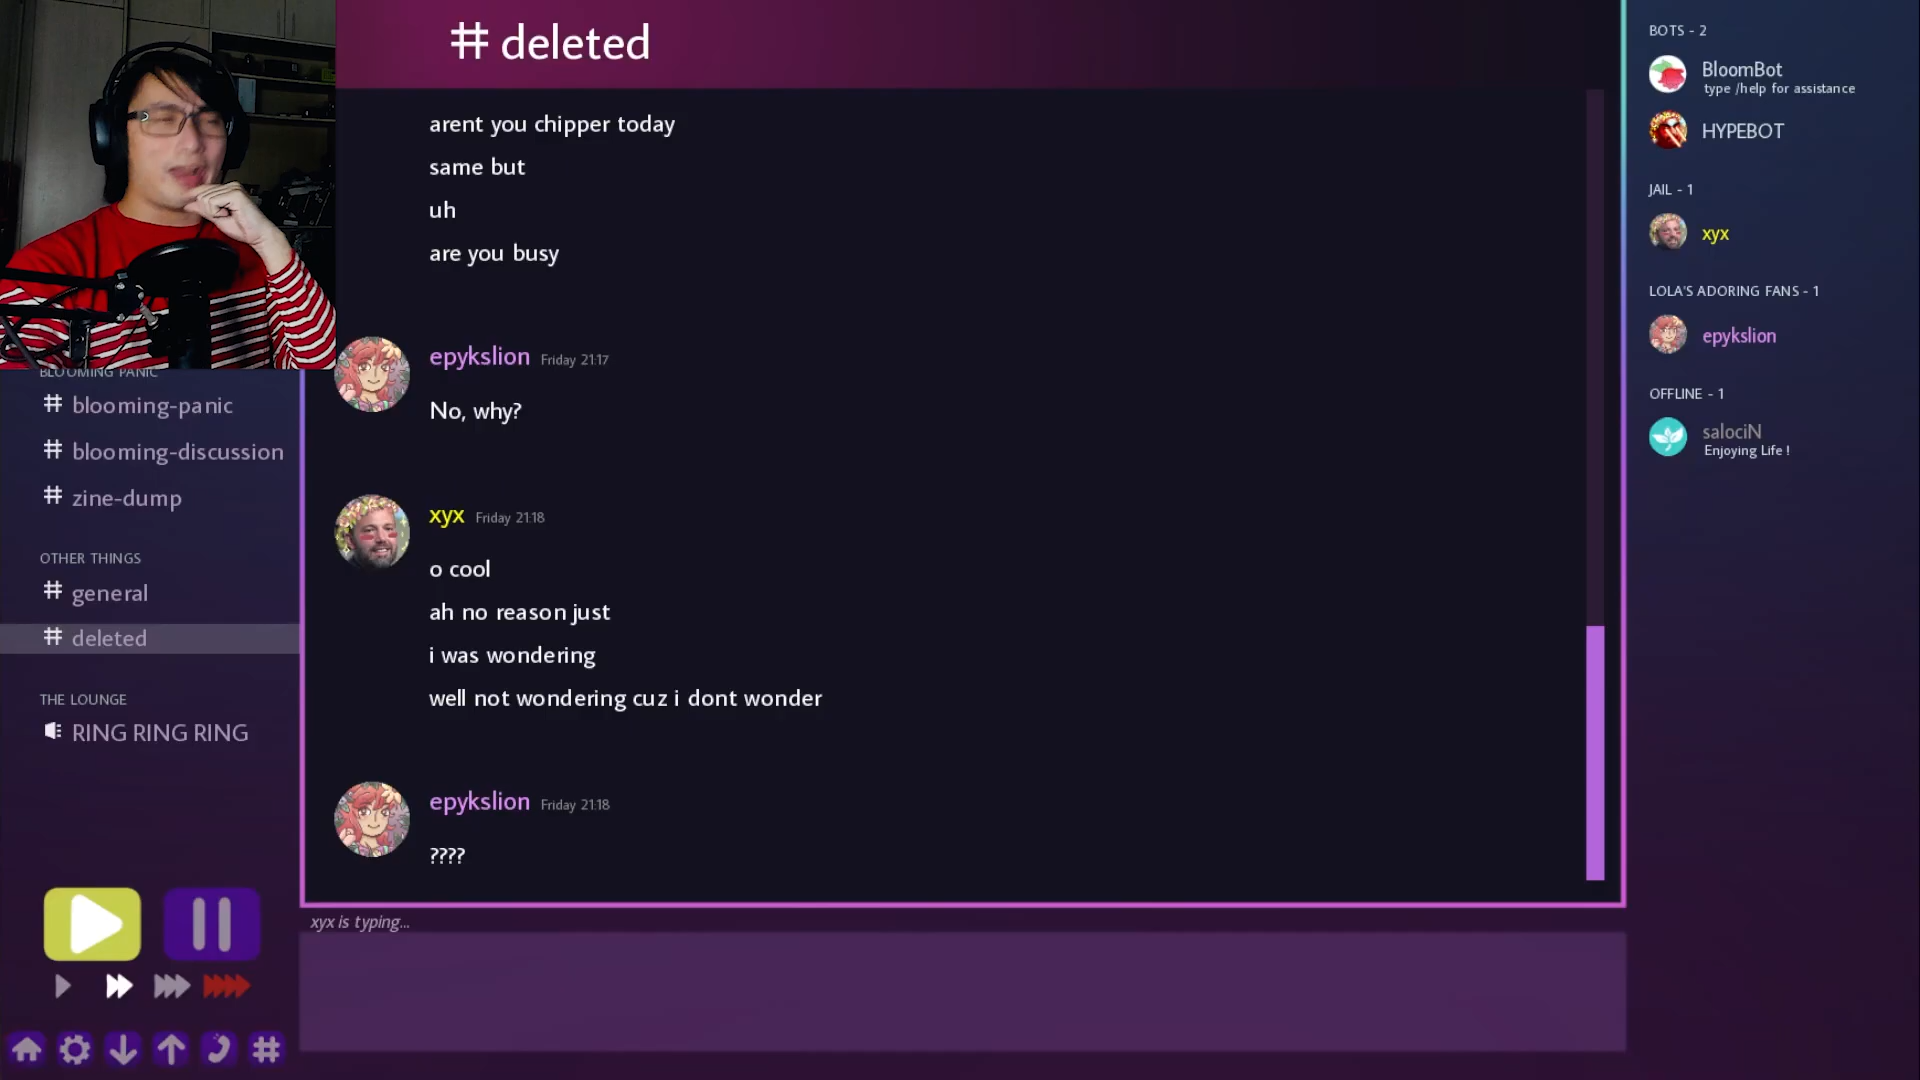 # deleted
arent you chipper today
same but
uh
are you busy
epykslion Friday 21:17
No, why?
xyx Friday 21:18
o cool
ah no reason just
i was wondering
well not wondering cuz i dont wonder
epykslion Friday 21:18
????
xyx is typing...
BLOOMING PANIC
# blooming-panic
# blooming-discussion
# zine-dump
OTHER THINGS
# general
# deleted
THE LOUNGE
RING RING RING
BOTS - 2
BloomBot
type /help for assistance
HYPEBOT
JAIL - 1
xyx
LOLA'S ADORING FANS - 1
epykslion
OFFLINE - 1
salociN
Enjoying Life !